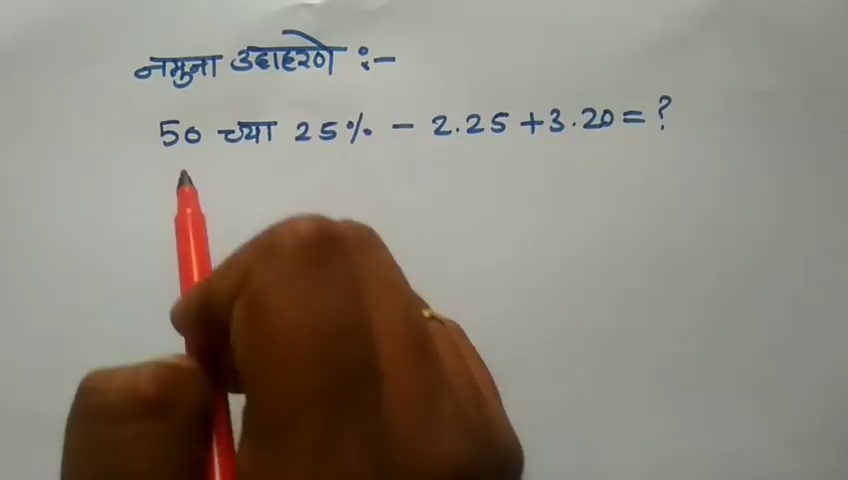 नमुना उदाहरणे :-
50 च्या 25% - 2.25 + 3.20 = ?